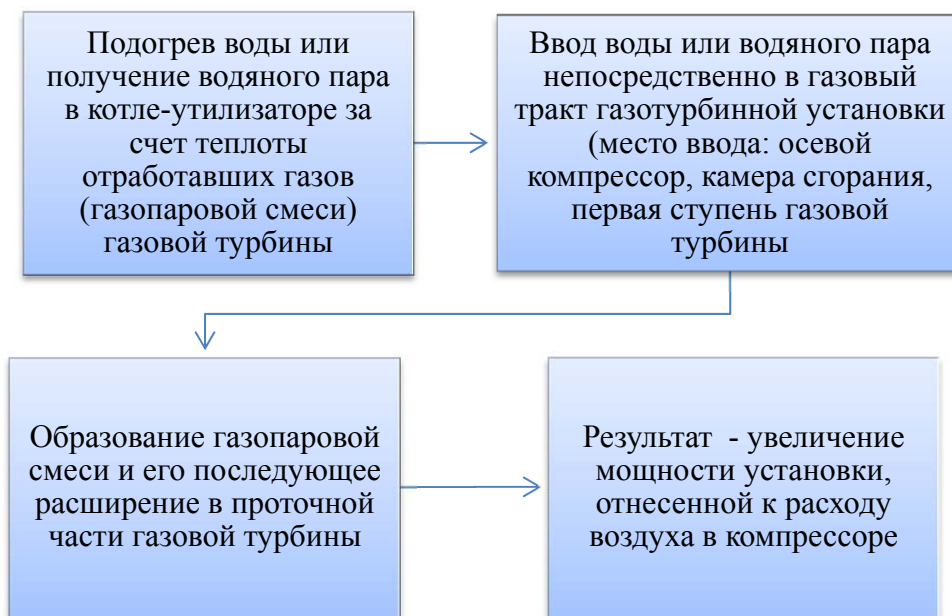 Подогрев воды или
получение водяного пара
в котле-утилизаторе за
счет теплоты
отработавших газов
(газопаровой смеси)
газовой турбины
Ввод воды или водяного пара
непосредственно в газовый
тракт газотурбинной установки
(место ввода: осевой
компрессор, камера сгорания,
первая ступень газовой
турбины
Образование газопаровой
смеси и его последующее
расширение в проточной
части газовой турбины
Результат - увеличение
мощности установки,
отнесенной к расходу
воздуха в компрессоре